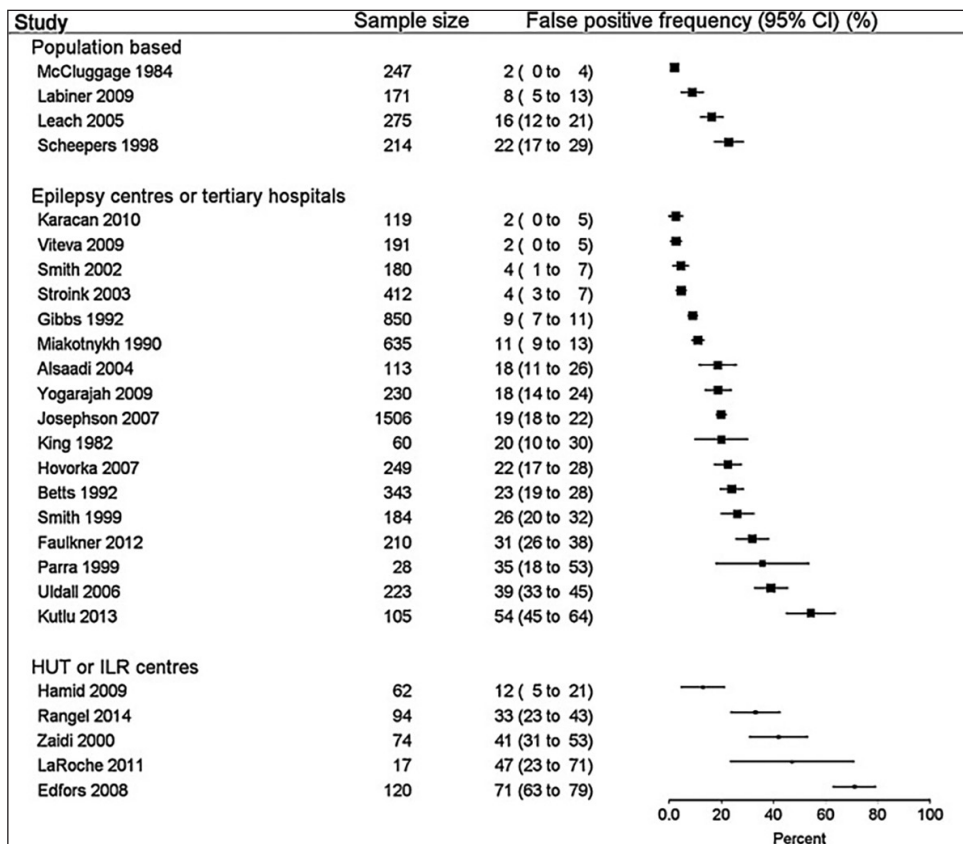 Study Sample size False positive frequency (95% CI) (%)
Population based
McCluggage 1984 247 2 ( 0 to 4)
Labiner 2009 171 8 ( 5 to 13)
Leach 2005 275 16 (12 to 21)
Scheepers 1998 214 22 (17 to 29)
Epilepsy centres or tertiary hospitals
Karacan 2010 119 2 ( 0 to 5)
Viteva 2009 191 2 ( 0 to 5)
Smith 2002 180 4 ( 1 to 7)
Stroink 2003 412 4 ( 3 to 7)
Gibbs 1992 850 9 ( 7 to 11)
Miakotnykh 1990 635 11 ( 9 to 13)
Alsaadi 2004 113 18 (11 to 26)
Yogarajah 2009 230 18 (14 to 24)
Josephson 2007 1506 19 (18 to 22)
King 1982 60 20 (10 to 30)
Hovorka 2007 249 22 (17 to 28)
Betts 1992 343 23 (19 to 28)
Smith 1999 184 26 (20 to 32)
Faulkner 2012 210 31 (26 to 38)
Parra 1999 28 35 (18 to 53)
Uldall 2006 223 39 (33 to 45)
Kutlu 2013 105 54 (45 to 64)
HUT or ILR centres
Hamid 2009 62 12 ( 5 to 21)
Rangel 2014 94 33 (23 to 43)
Zaidi 2000 74 41 (31 to 53)
LaRoche 2011 17 47 (23 to 71)
Edfors 2008 120 71 (63 to 79)
0.0 20 40 60 80 100
Percent